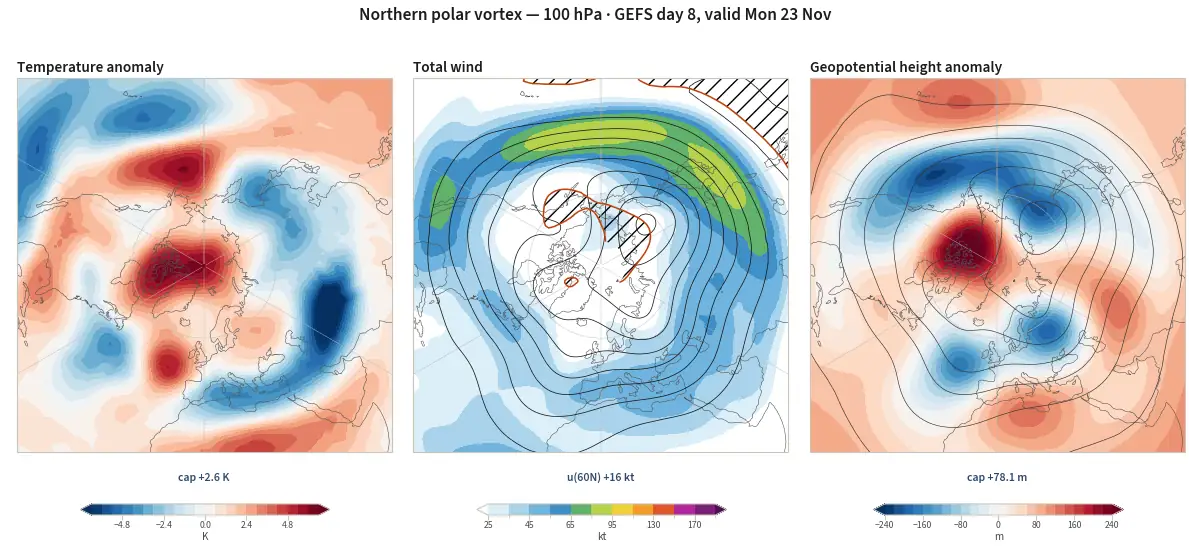 Northern polar vortex — 100 hPa · GEFS day 8, valid Mon 23 Nov
Temperature anomaly
Total wind
Geopotential height anomaly
cap +2.6 K
u(60N) +16 kt
cap +78.1 m
−4.8 −2.4 0.0 2.4 4.8
K
25 45 65 95 130 170
kt
−240 −160 −80 0 80 160 240
m